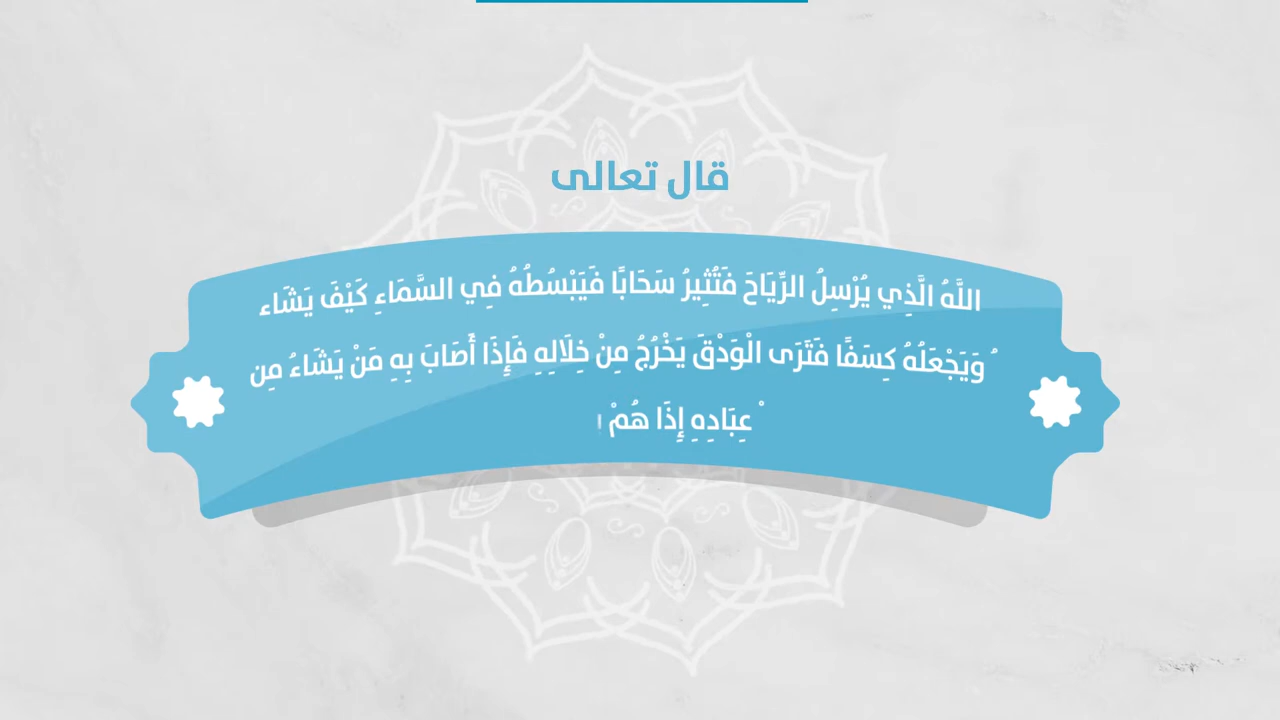 قال تعالى
اللَّهُ الَّذِي يُرْسِلُ الرِّيَاحَ فَتُثِيرُ سَحَابًا فَيَبْسُطُهُ فِي السَّمَاءِ كَيْفَ يَشَاء
ُ وَيَجْعَلُهُ كِسَفًا فَتَرَى الْوَدْقَ يَخْرُجُ مِنْ خِلَالِهِ فَإِذَا أَصَابَ بِهِ مَنْ يَشَاءُ مِن
ْ عِبَادِهِ إِذَا هُمْ